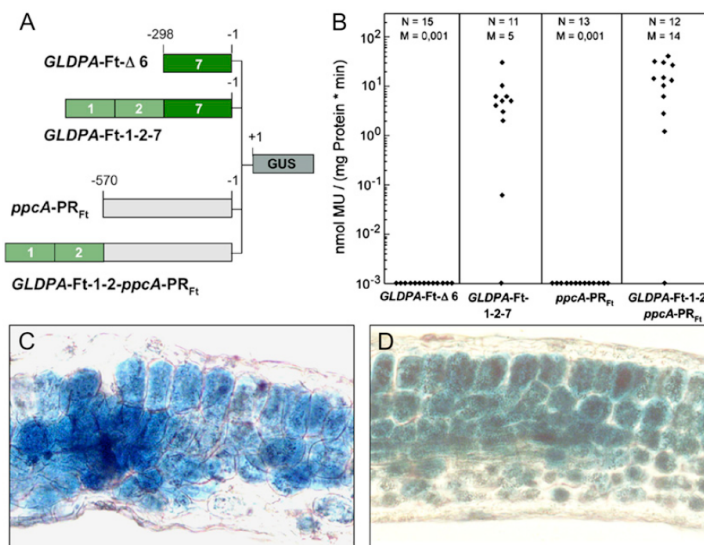 A
-298
-1
GLDPA-Ft-Δ 6
7
-1
1 2 7
GLDPA-Ft-1-2-7
+1
GUS
-570
-1
ppcA-PRFt
1 2
GLDPA-Ft-1-2-ppcA-PRFt
B
N = 15 N = 11 N = 13 N = 12
M = 0,001 M = 5 M = 0,001 M = 14
nmol MU / (mg Protein * min)
10²
10¹
10⁰
10⁻¹
10⁻²
10⁻³
GLDPA-Ft-Δ 6
GLDPA-Ft-
1-2-7
ppcA-PRFt
GLDPA-Ft-1-2
ppcA-PRFt
C
D